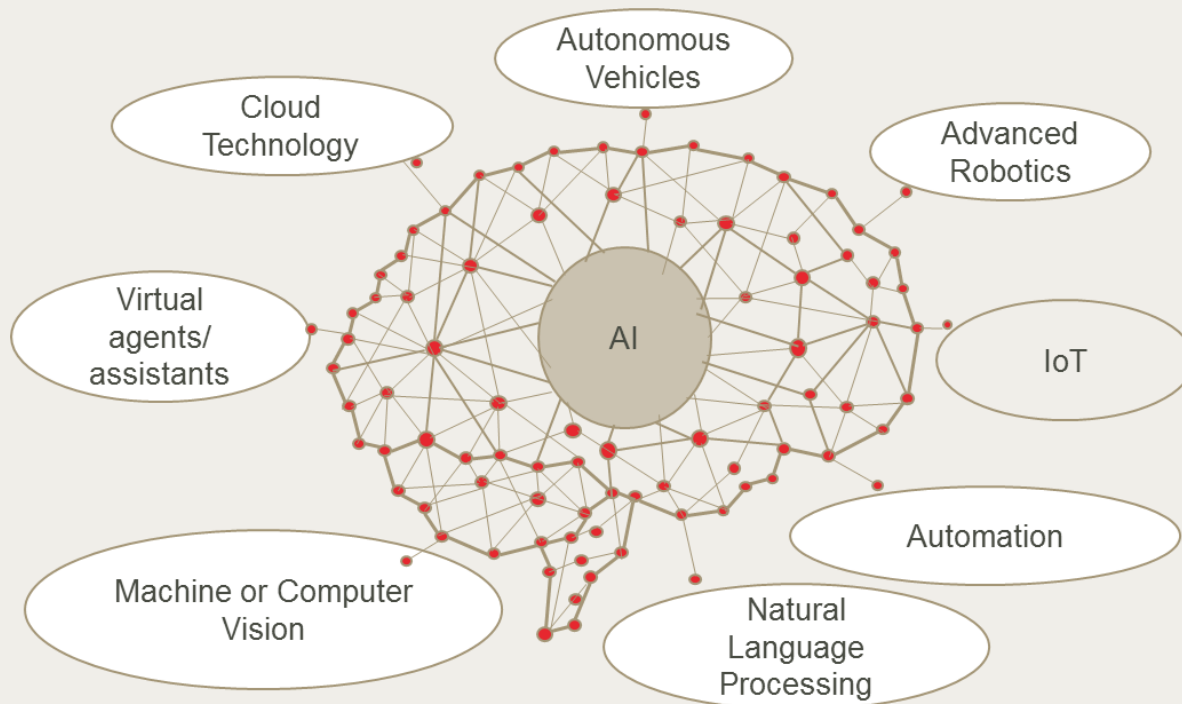 Autonomous
Vehicles
Cloud
Technology
Advanced
Robotics
Virtual
agents/
assistants
AI
IoT
Automation
Machine or Computer
Vision
Natural
Language
Processing